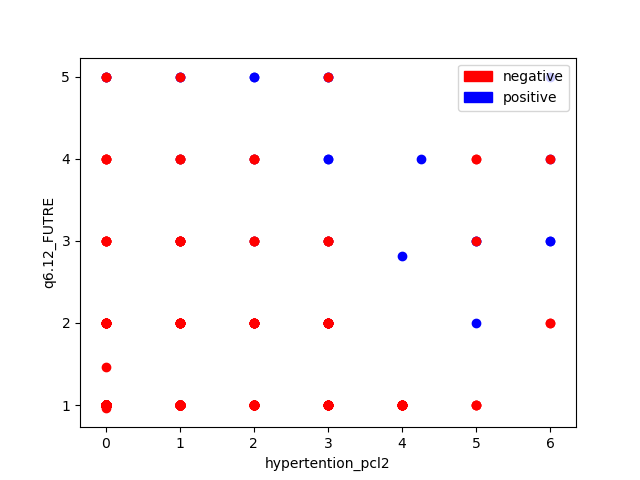 negative
positive
5
4
3
2
1
q6.12_FUTRE
0 1 2 3 4 5 6
hypertention_pcl2